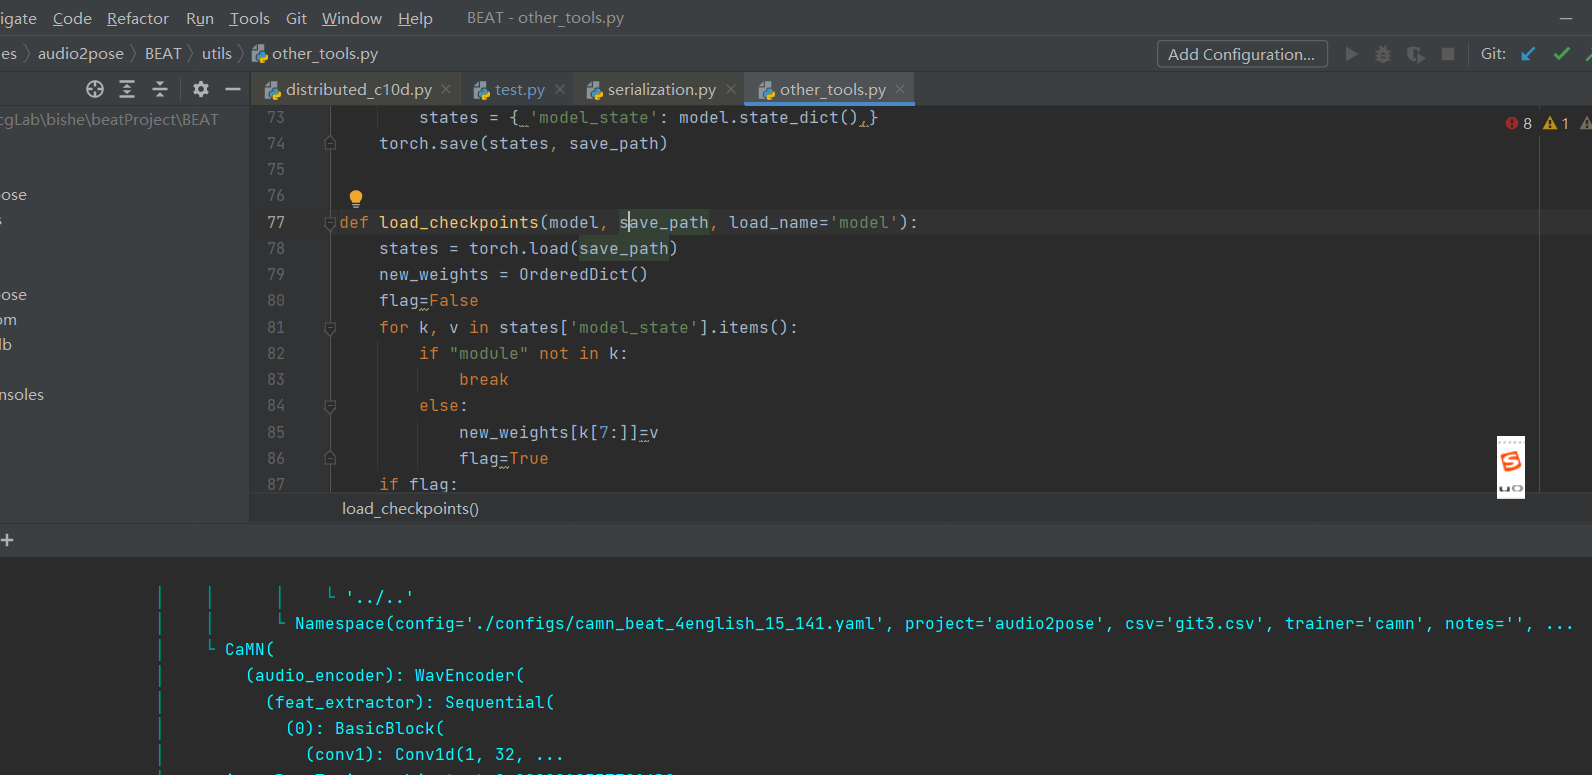 igate Code Refactor Run Tools Git Window Help BEAT - other_tools.py
es audio2pose BEAT utils other_tools.py Add Configuration... Git:
distributed_c10d.py test.py serialization.py other_tools.py
cgLab\bishe\beatProject\BEAT
8 1
73 states = { 'model_state': model.state_dict(),}
74 torch.save(states, save_path)
75
76
77 def load_checkpoints(model, save_path, load_name='model'):
78 states = torch.load(save_path)
79 new_weights = OrderedDict()
80 flag=False
81 for k, v in states['model_state'].items():
82 if "module" not in k:
83 break
84 else:
85 new_weights[k[7:]]=v
86 flag=True
87 if flag:
ose
s
ose
om
lb
nsoles
load_checkpoints()
'../..'
Namespace(config='./configs/camn_beat_4english_15_141.yaml', project='audio2pose', csv='git3.csv', trainer='camn', notes='', ...
CaMN(
(audio_encoder): WavEncoder(
(feat_extractor): Sequential(
(0): BasicBlock(
(conv1): Conv1d(1, 32, ...